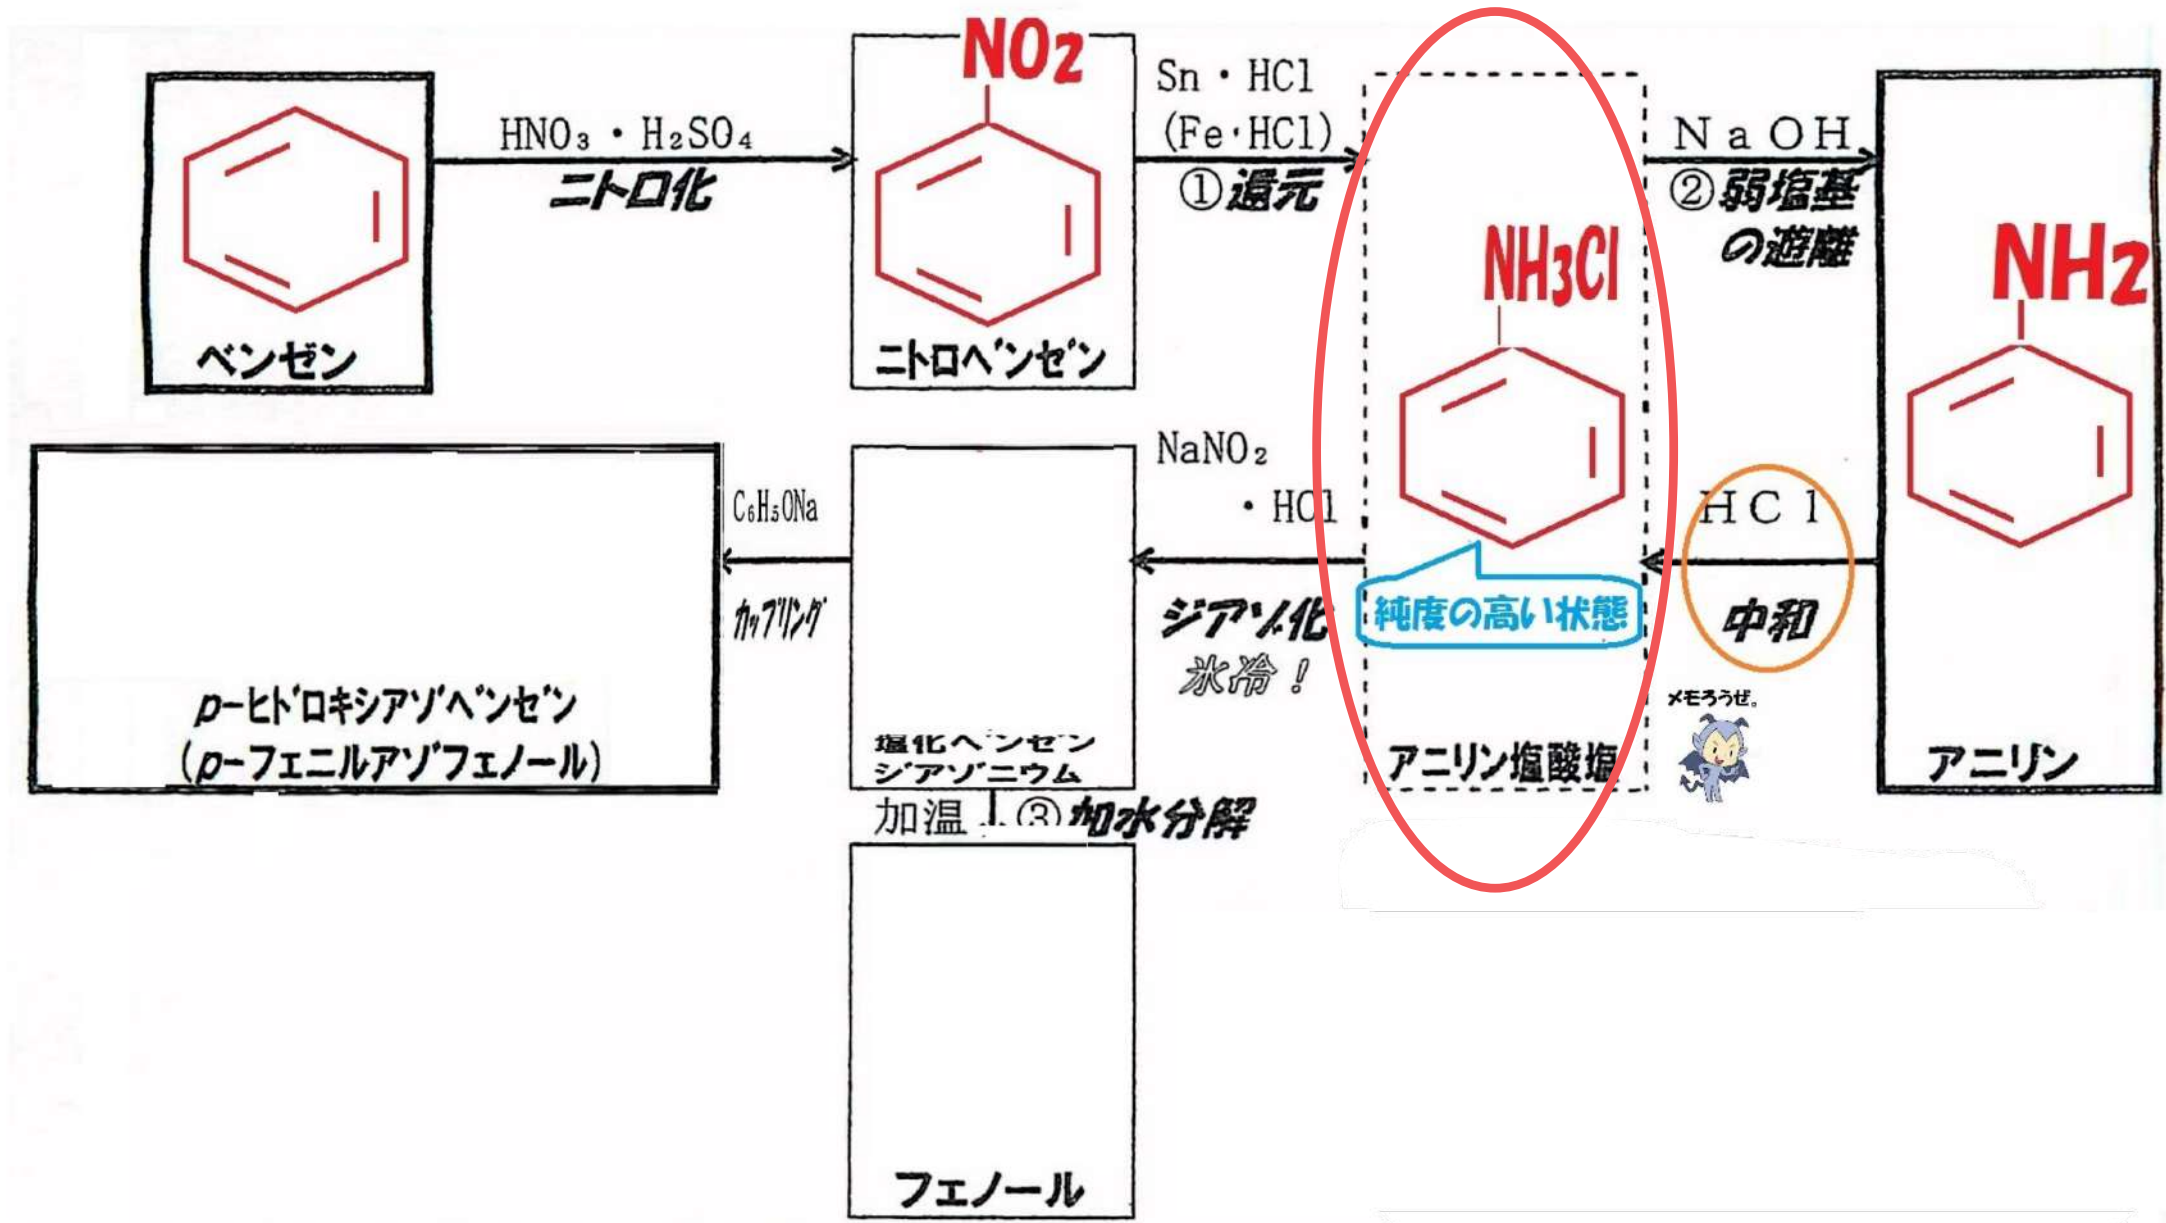 NO2
Sn・HCl
(Fe・HCl)
①還元
HNO₃・H₂SO₄
ニトロ化
NaOH
②弱塩基
の遊離
NH3Cl
NH2
ベンゼン
ニトロベンゼン
NaNO₂
・HCl
HCl
C₆H₅ONa
カップリング
ジアゾ化
氷冷!
純度の高い状態
中和
メモろうぜ。
p-ヒドロキシアゾベンゼン
(p-フェニルアゾフェノール)
塩化ベンゼン
ジアゾニウム
アニリン塩酸塩
アニリン
加温
③加水分解
フェノール